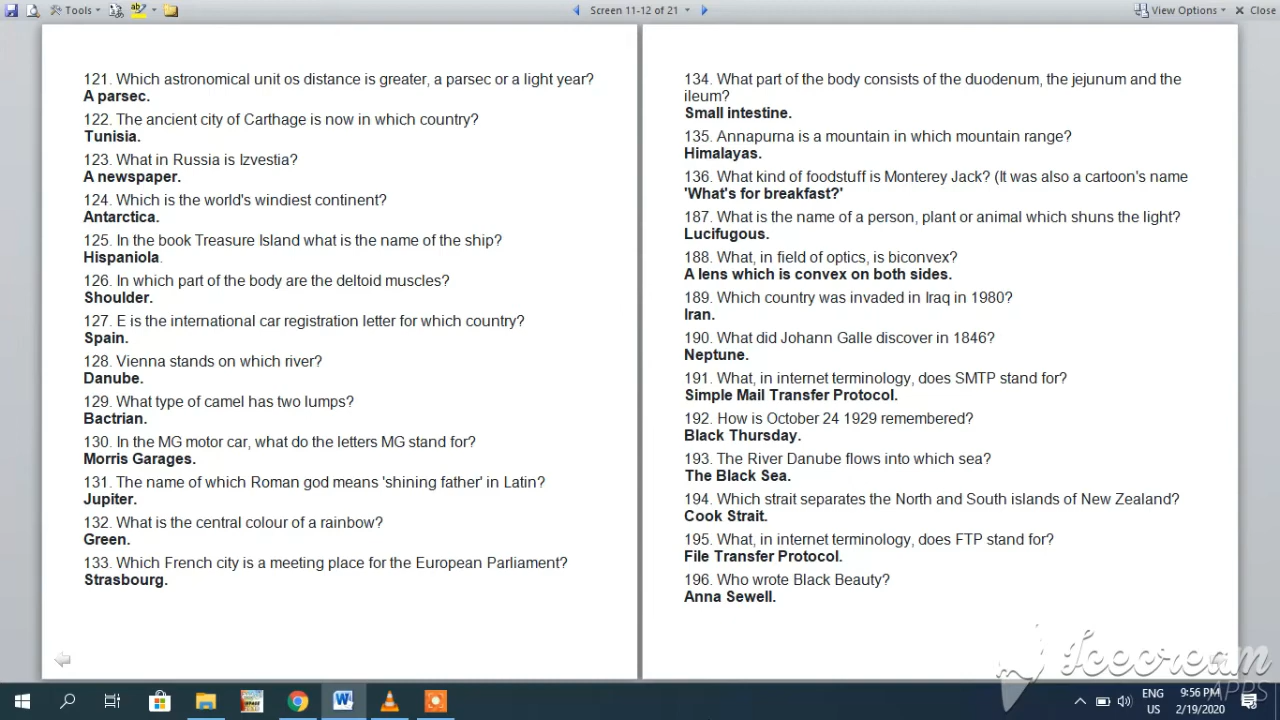 Tools
Screen 11-12 of 21
View Options
Close
121. Which astronomical unit os distance is greater, a parsec or a light year?
A parsec.
122. The ancient city of Carthage is now in which country?
Tunisia.
123. What in Russia is Izvestia?
A newspaper.
124. Which is the world's windiest continent?
Antarctica.
125. In the book Treasure Island what is the name of the ship?
Hispaniola.
126. In which part of the body are the deltoid muscles?
Shoulder.
127. E is the international car registration letter for which country?
Spain.
128. Vienna stands on which river?
Danube.
129. What type of camel has two lumps?
Bactrian.
130. In the MG motor car, what do the letters MG stand for?
Morris Garages.
131. The name of which Roman god means 'shining father' in Latin?
Jupiter.
132. What is the central colour of a rainbow?
Green.
133. Which French city is a meeting place for the European Parliament?
Strasbourg.
134. What part of the body consists of the duodenum, the jejunum and the
ileum?
Small intestine.
135. Annapurna is a mountain in which mountain range?
Himalayas.
136. What kind of foodstuff is Monterey Jack? (It was also a cartoon's name
'What's for breakfast?'
187. What is the name of a person, plant or animal which shuns the light?
Lucifugous.
188. What, in field of optics, is biconvex?
A lens which is convex on both sides.
189. Which country was invaded in Iraq in 1980?
Iran.
190. What did Johann Galle discover in 1846?
Neptune.
191. What, in internet terminology, does SMTP stand for?
Simple Mail Transfer Protocol.
192. How is October 24 1929 remembered?
Black Thursday.
193. The River Danube flows into which sea?
The Black Sea.
194. Which strait separates the North and South islands of New Zealand?
Cook Strait.
195. What, in internet terminology, does FTP stand for?
File Transfer Protocol.
196. Who wrote Black Beauty?
Anna Sewell.
Icecream
APPS
ENG
US
9:56 PM
2/19/2020